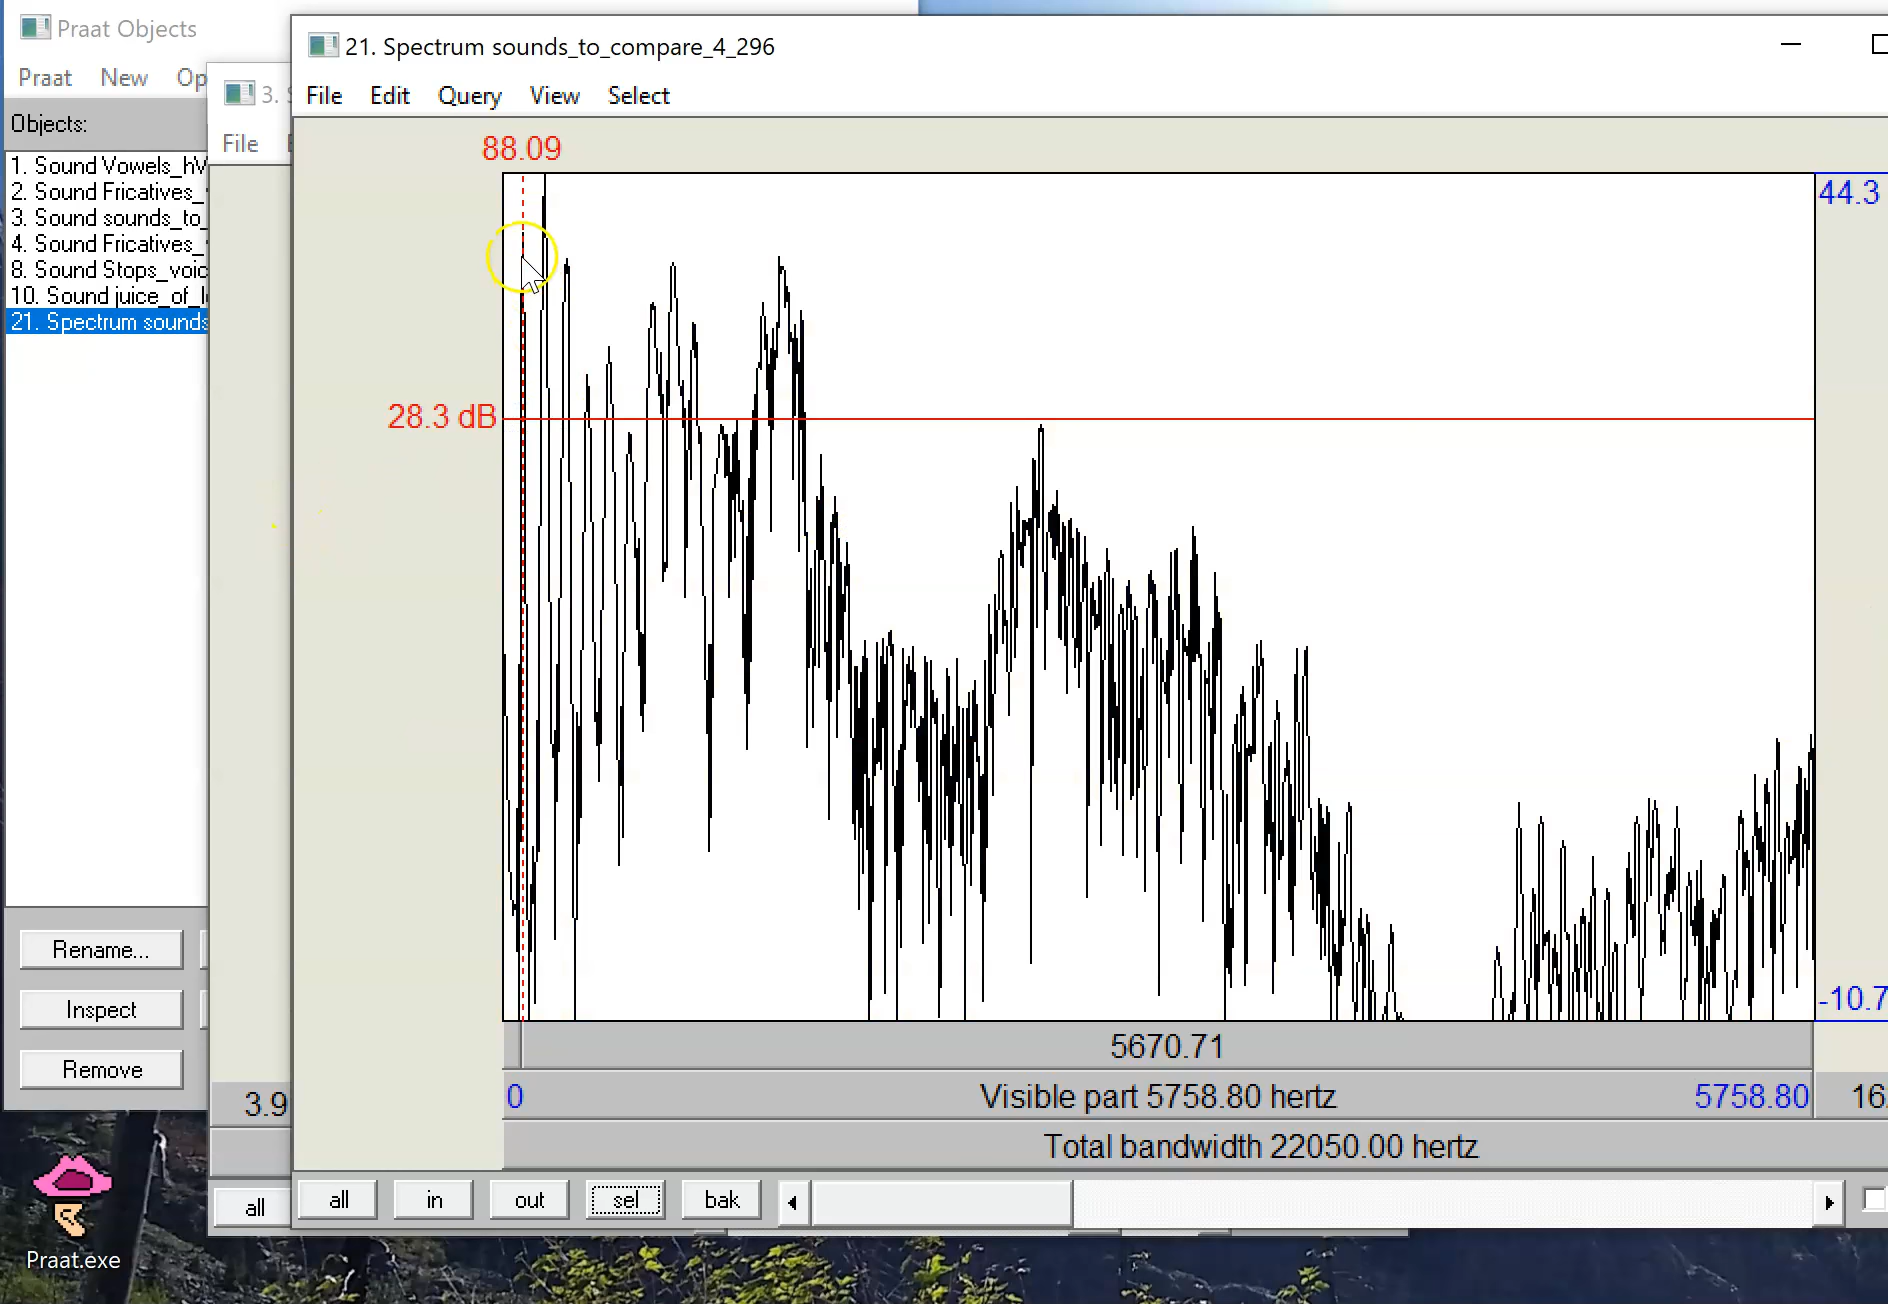 Praat Objects
Praat New Op
Objects:
1. Sound Vowels_hV
2. Sound Fricatives_
3. Sound sounds_to_
4. Sound Fricatives_
8. Sound Stops_voic
10. Sound juice_of_l
21. Spectrum sounds
Rename...
Inspect
Remove
3. S
File
3.9
all
21. Spectrum sounds_to_compare_4_296
File Edit Query View Select
88.09
44.3
28.3 dB
-10.7
5670.71
0 Visible part 5758.80 hertz 5758.80
16.
Total bandwidth 22050.00 hertz
all in out sel bak
Praat.exe